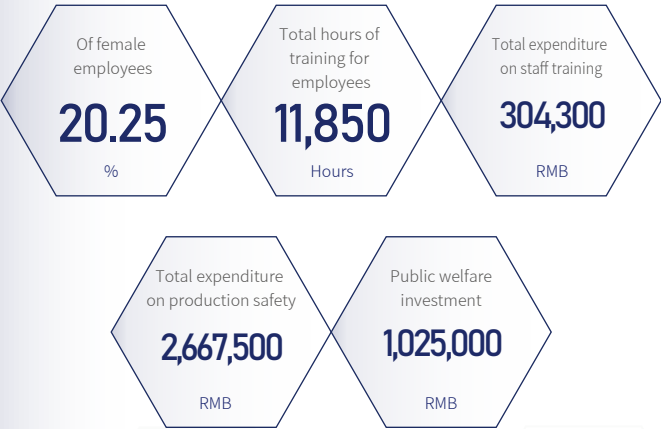 Of female
employees
20.25
%
Total hours of
training for
employees
11,850
Hours
Total expenditure
on staff training
304,300
RMB
Total expenditure
on production safety
2,667,500
RMB
Public welfare
investment
1,025,000
RMB